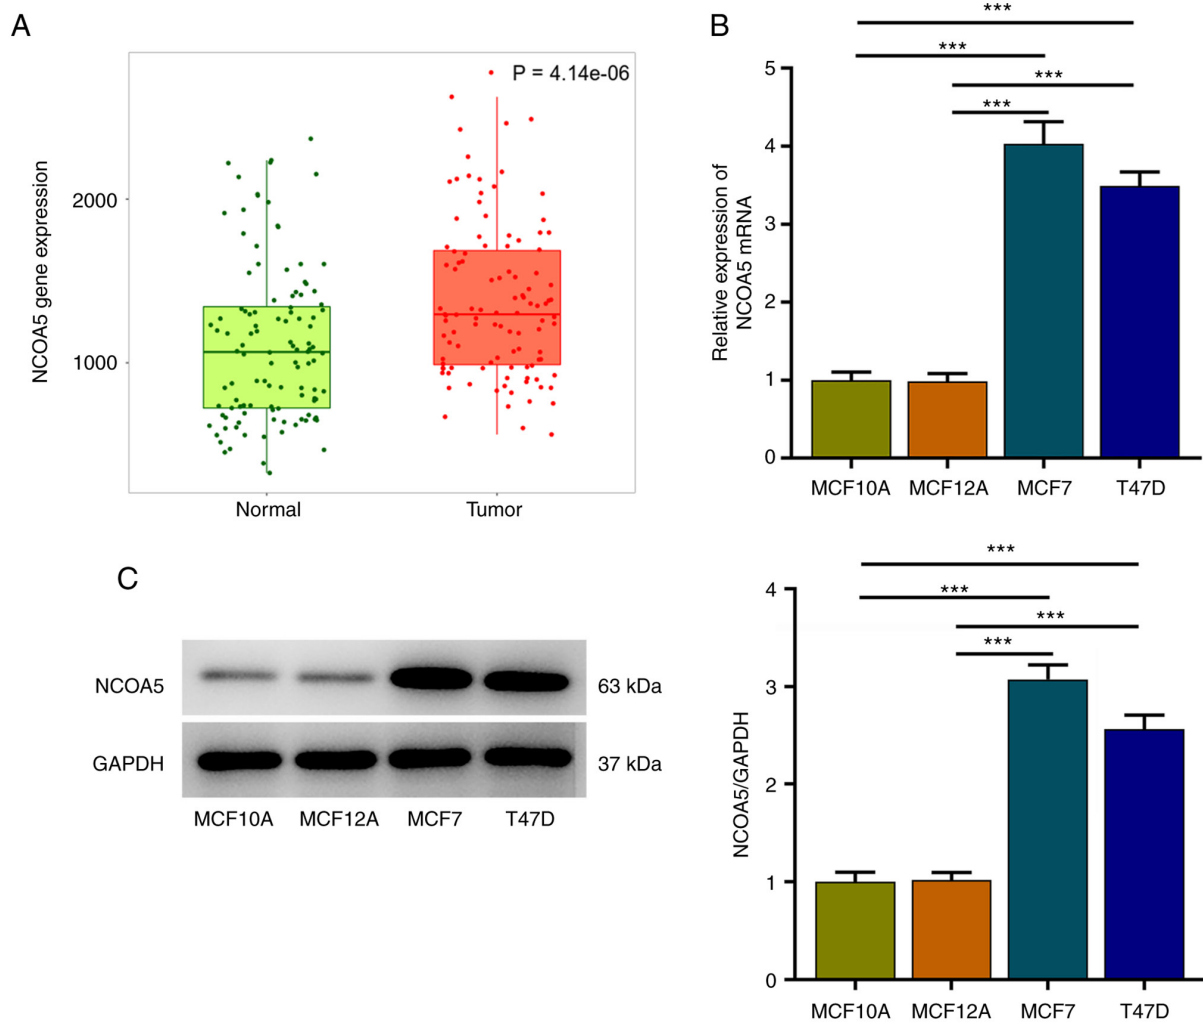 A
P = 4.14e-06
NCOA5 gene expression
2000
1000
Normal
Tumor
B
***
***
***
***
Relative expression of
NCOA5 mRNA
5
4
3
2
1
0
MCF10A
MCF12A
MCF7
T47D
C
NCOA5
63 kDa
GAPDH
37 kDa
MCF10A
MCF12A
MCF7
T47D
***
***
***
***
NCOA5/GAPDH
4
3
2
1
0
MCF10A
MCF12A
MCF7
T47D